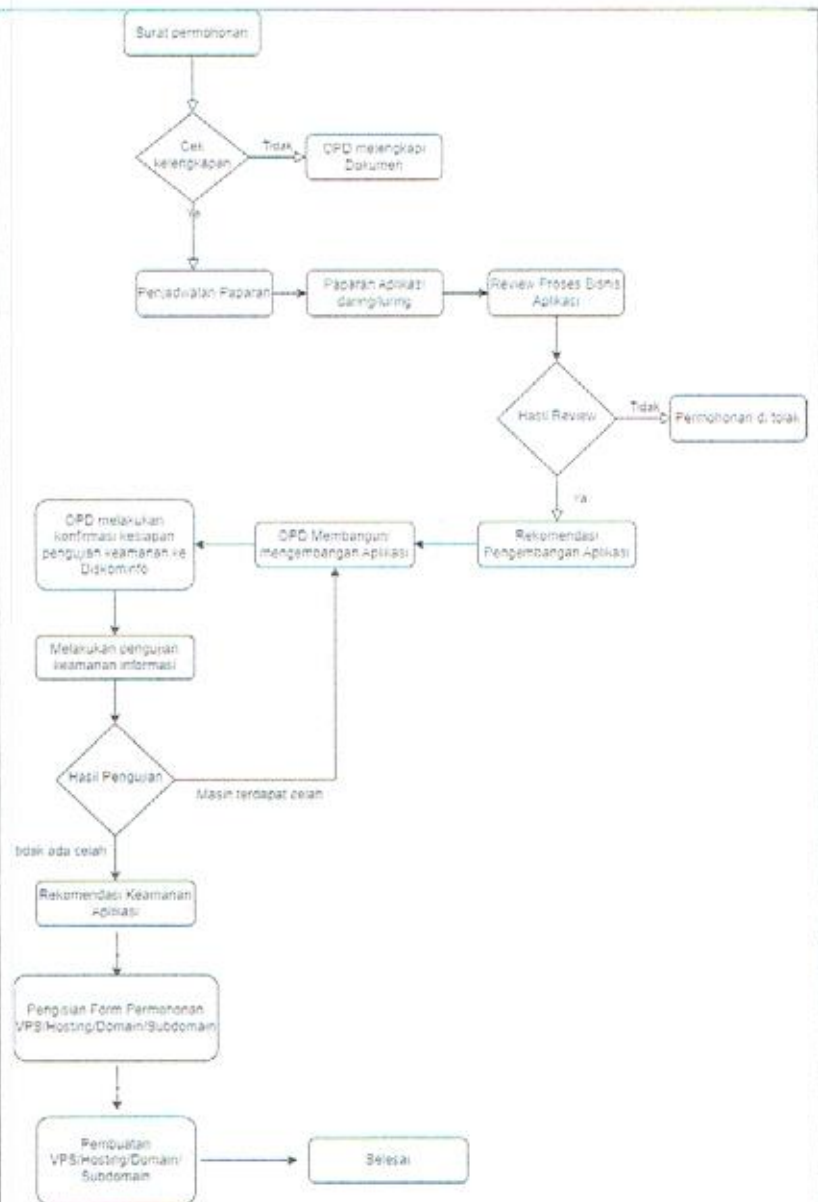 Surat permohonan
Cek
kelengkapan
Tidak
OPD melengkapi
Dokumen
Ya
Penjadwalan Paparan
Paparan Aplikasi
daring/luring
Review Proses Bisnis
Aplikasi
Hasil Review
Tidak
Permohonan di tolak
Ya
OPD melakukan
konfirmasi kesiapan
pengujian keamanan ke
Diskominfo
OPD Membangun/
mengembangan Aplikasi
Rekomendasi
Pengembangan Aplikasi
Melakukan pengujian
keamanan informasi
Hasil Pengujian
Masih terdapat celah
tidak ada celah
Rekomendasi Keamanan
Aplikasi
Pengisian Form Permohonan
VPS/Hosting/Domain/Subdomain
Pembuatan
VPS/Hosting/Domain/
Subdomain
Selesai